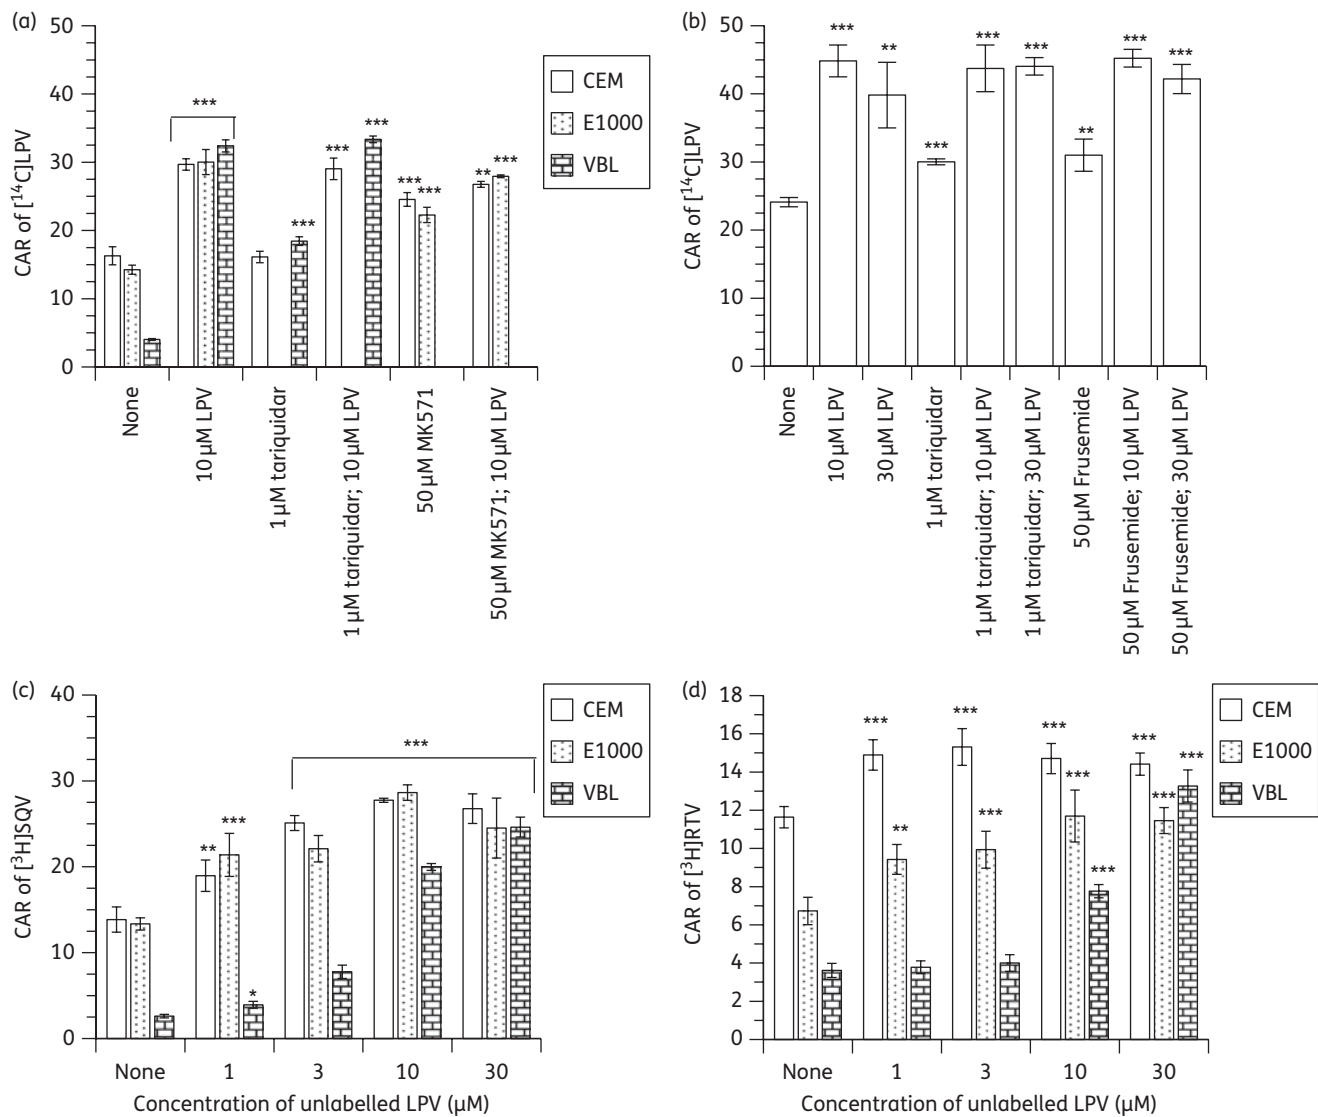 (a)
CAR of [¹⁴C]LPV
50
40
30
20
10
0
***
***
***
***
***
***
**
***
CEM
E1000
VBL
None
10 µM LPV
1 µM tariquidar
1 µM tariquidar; 10 µM LPV
50 µM MK571
50 µM MK571; 10 µM LPV
(b)
CAR of [¹⁴C]LPV
50
40
30
20
10
0
***
**
***
***
***
**
***
***
None
10 µM LPV
30 µM LPV
1 µM tariquidar
1 µM tariquidar; 10 µM LPV
1 µM tariquidar; 30 µM LPV
50 µM Frusemide
50 µM Frusemide; 10 µM LPV
50 µM Frusemide; 30 µM LPV
(c)
CAR of [³H]SQV
40
30
20
10
0
**
***
*
***
CEM
E1000
VBL
None
1
3
10
30
Concentration of unlabelled LPV (µM)
(d)
CAR of [³H]RTV
18
16
14
12
10
8
6
4
2
0
***
**
***
***
***
***
***
***
***
***
CEM
E1000
VBL
None
1
3
10
30
Concentration of unlabelled LPV (µM)